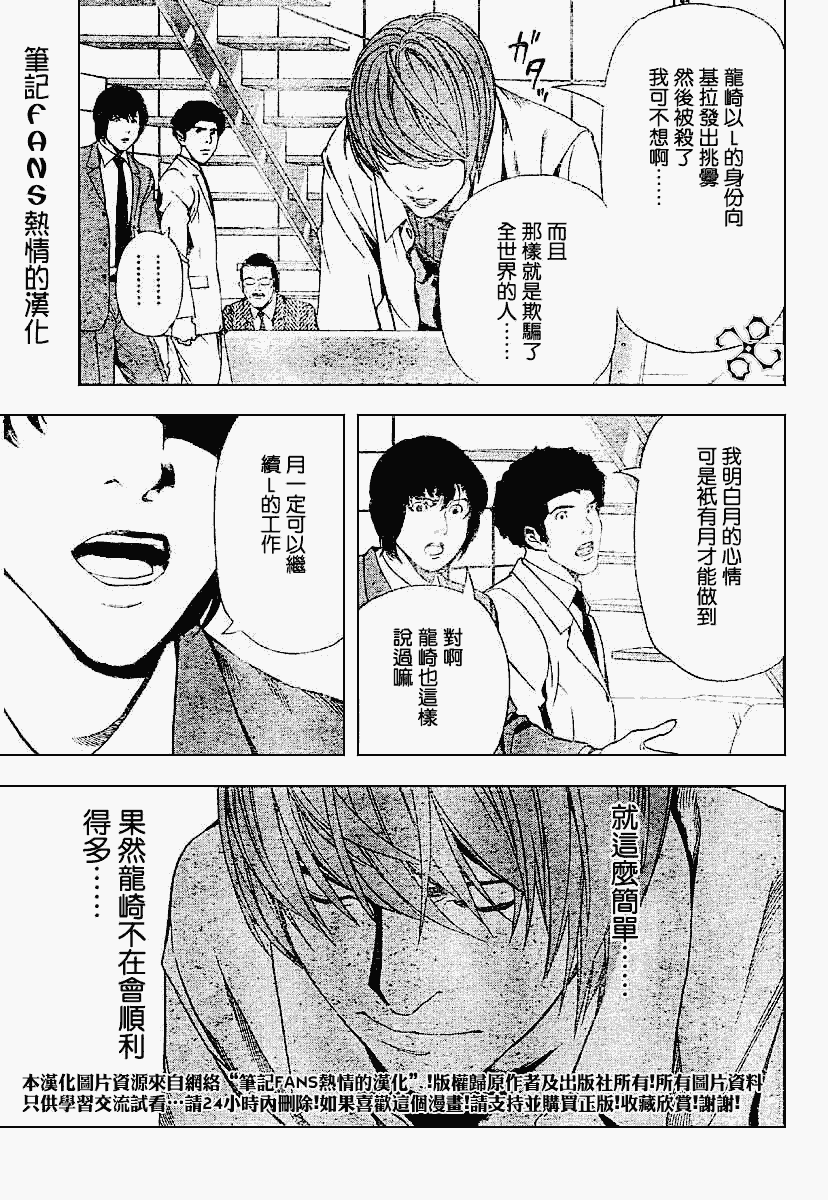 筆記FANS熱情的漢化
龍崎以L的身份向
基拉發出挑釁
然後被殺了
我可不想啊……
ガタッ
而且
那樣就是欺騙了
全世界的人……
………
………
我明白月的心情
可是衹有月才能做到
對啊
龍崎也這樣
說過嘛
月一定可以繼
續L的工作
就這麼簡單……
果然龍崎不在會順利
得多……
本漢化圖片資源來自網絡“筆記FANS熱情的漢化”.!版權歸原作者及出版社所有!所有圖片資料
只供學習交流試看…請24小時內刪除!如果喜歡這個漫畫!請支持並購買正版!收藏欣賞!謝謝!